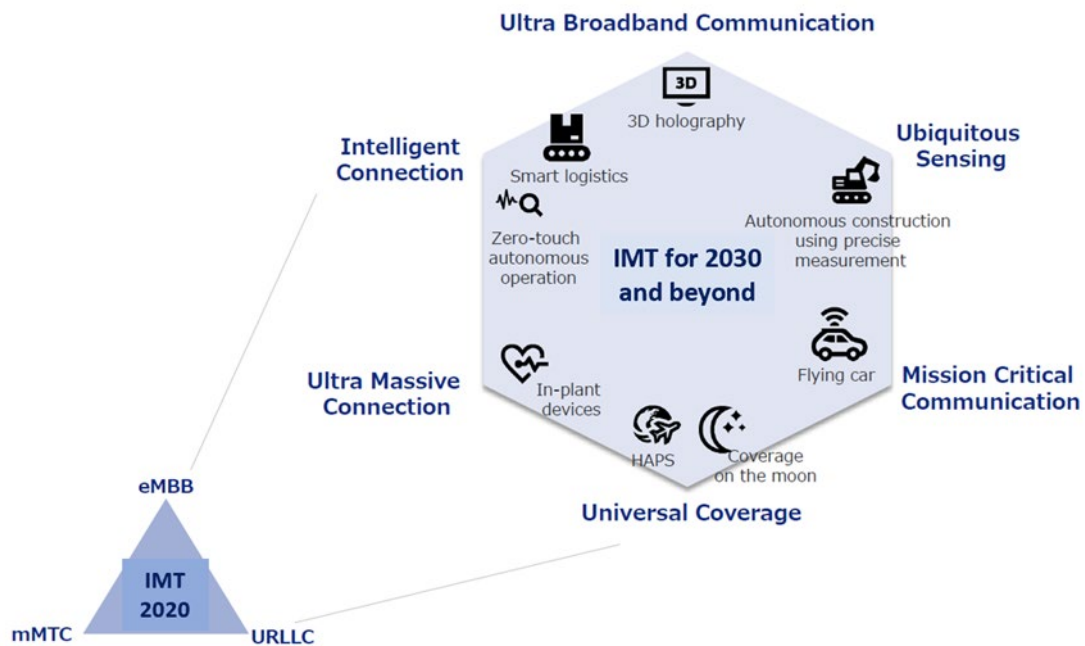 Ultra Broadband Communication
3D
3D holography
Intelligent
Connection
Smart logistics
Ubiquitous
Sensing
Zero-touch
autonomous
operation
Autonomous construction
using precise
measurement
IMT for 2030
and beyond
Ultra Massive
Connection
In-plant
devices
Flying car
Mission Critical
Communication
HAPS
Coverage
on the moon
Universal Coverage
eMBB
IMT
2020
mMTC
URLLC